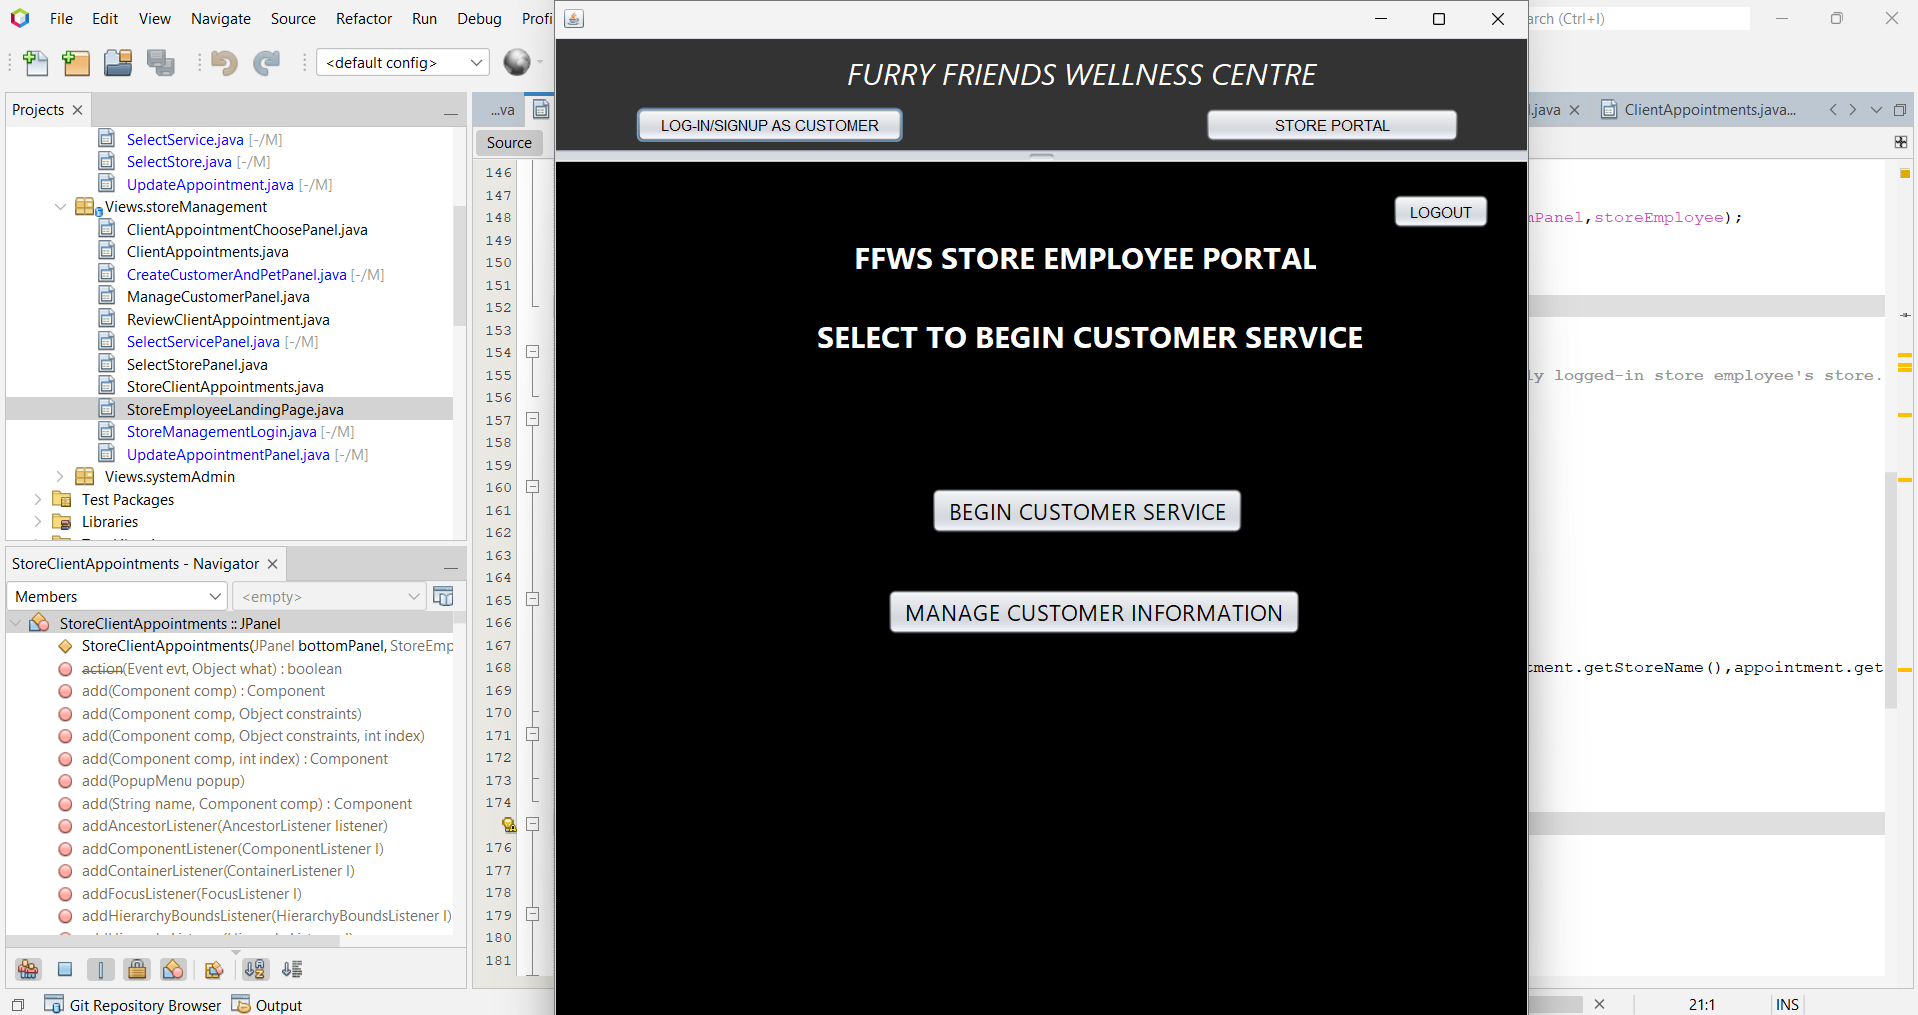 File Edit View Navigate Source Refactor Run Debug Profi
arch (Ctrl+I)
<default config>
Projects
SelectService.java [-/M]
SelectStore.java [-/M]
UpdateAppointment.java [-/M]
Views.storeManagement
ClientAppointmentChoosePanel.java
ClientAppointments.java
CreateCustomerAndPetPanel.java [-/M]
ManageCustomerPanel.java
ReviewClientAppointment.java
SelectServicePanel.java [-/M]
SelectStorePanel.java
StoreClientAppointments.java
StoreEmployeeLandingPage.java
StoreManagementLogin.java [-/M]
UpdateAppointmentPanel.java [-/M]
Views.systemAdmin
Test Packages
Libraries
StoreClientAppointments - Navigator
Members
<empty>
StoreClientAppointments :: JPanel
StoreClientAppointments(JPanel bottomPanel, StoreEmp
action(Event evt, Object what) : boolean
add(Component comp) : Component
add(Component comp, Object constraints)
add(Component comp, Object constraints, int index)
add(Component comp, int index) : Component
add(PopupMenu popup)
add(String name, Component comp) : Component
addAncestorListener(AncestorListener listener)
addComponentListener(ComponentListener l)
addContainerListener(ContainerListener l)
addFocusListener(FocusListener l)
addHierarchyBoundsListener(HierarchyBoundsListener l)
Git Repository Browser
Output
...va
Source
146
147
148
149
150
151
152
153
154
155
156
157
158
159
160
161
162
163
164
165
166
167
168
169
170
171
172
173
174
176
177
178
179
180
181
FURRY FRIENDS WELLNESS CENTRE
LOG-IN/SIGNUP AS CUSTOMER
STORE PORTAL
LOGOUT
FFWS STORE EMPLOYEE PORTAL
SELECT TO BEGIN CUSTOMER SERVICE
BEGIN CUSTOMER SERVICE
MANAGE CUSTOMER INFORMATION
.java
ClientAppointments.java...
nPanel,storeEmployee);
ly logged-in store employee's store.
tment.getStoreName(),appointment.get
21:1
INS